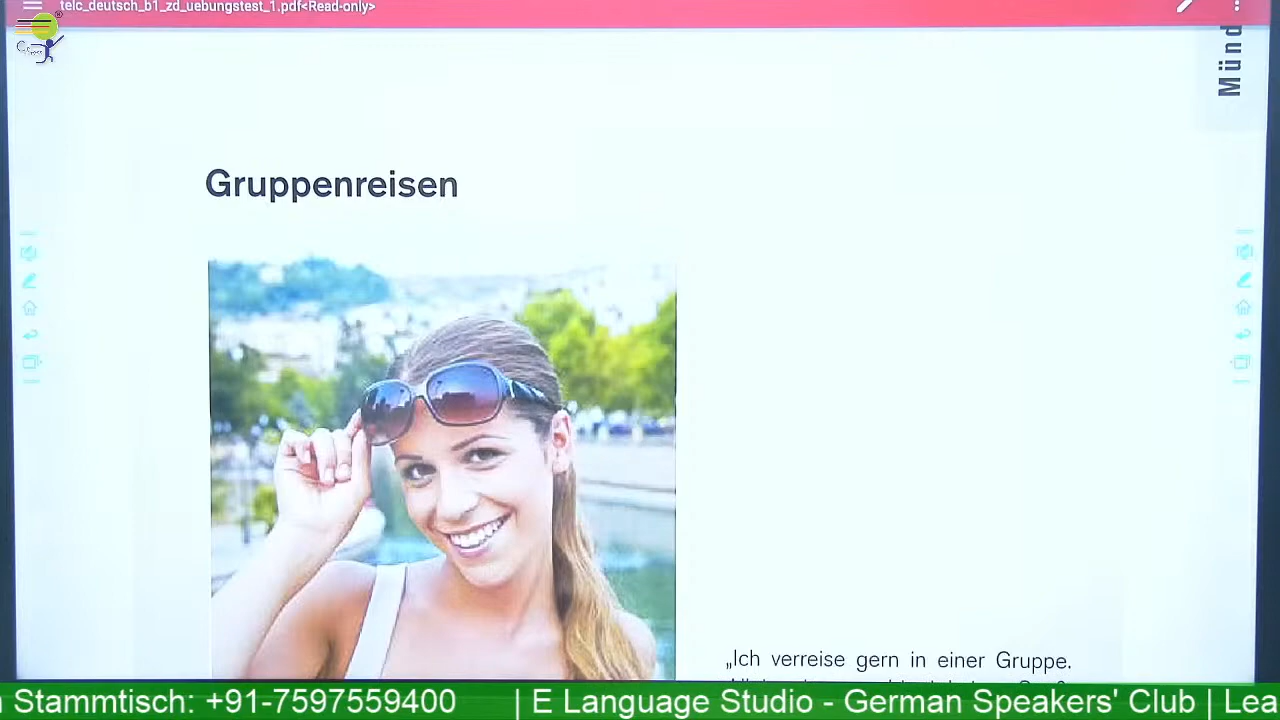 telc_deutsch_b1_zd_uebungstest_1.pdf<Read-only>
Münd
Gruppenreisen
„Ich verreise gern in einer Gruppe.
Stammtisch: +91-7597559400 | E Language Studio - German Speakers' Club | Lea